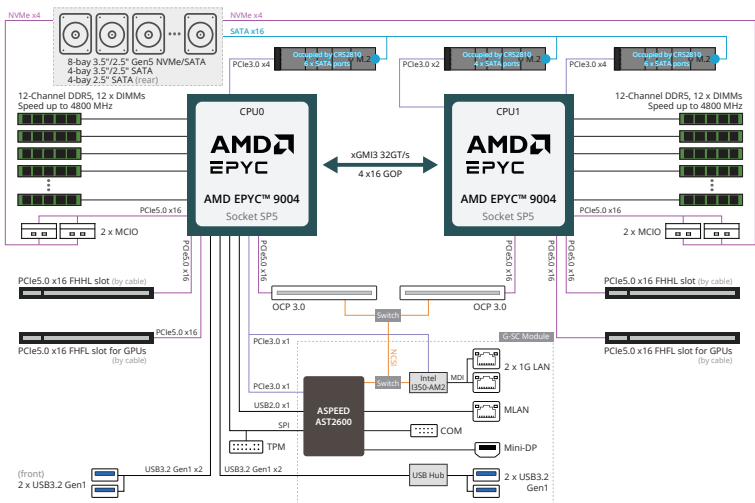 NVMe x4
NVMe x4
SATA x16
8-bay 3.5"/2.5" Gen5 NVMe/SATA
4-bay 3.5"/2.5" SATA
4-bay 2.5" SATA (rear)
PCIe3.0 x4
Occupied by CRS2810
6 x SATA ports
M.2
PCIe3.0 x2
Occupied by CRS2810
4 x SATA ports
M.2
PCIe3.0 x4
Occupied by CRS2810
6 x SATA ports
M.2
12-Channel DDR5, 12 x DIMMs
Speed up to 4800 MHz
CPU0
AMD
EPYC
AMD EPYC™ 9004
Socket SP5
xGMI3 32GT/s
4 x16 GOP
CPU1
AMD
EPYC
AMD EPYC™ 9004
Socket SP5
12-Channel DDR5, 12 x DIMMs
Speed up to 4800 MHz
PCIe5.0 x16
2 x MCIO
PCIe5.0 x16
2 x MCIO
PCIe5.0 x16
PCIe5.0 x16
PCIe5.0 x16
PCIe5.0 x16
PCIe5.0 x16 FHHL slot (by cable)
OCP 3.0
OCP 3.0
PCIe5.0 x16 FHHL slot (by cable)
Switch
PCIe5.0 x16
PCIe5.0 x16 FHFL slot for GPUs
(by cable)
PCIe3.0 x1
G-SC Module
PCIe5.0 x16 FHFL slot for GPUs
(by cable)
NCSI
PCIe3.0 x1
Switch
Intel
I350-AM2
MDI
2 x 1G LAN
USB2.0 x1
ASPEED
AST2600
MLAN
SPI
TPM
COM
Mini-DP
(front)
2 x USB3.2 Gen1
USB3.2 Gen1 x2
USB3.2 Gen1 x2
USB Hub
2 x USB3.2
Gen1